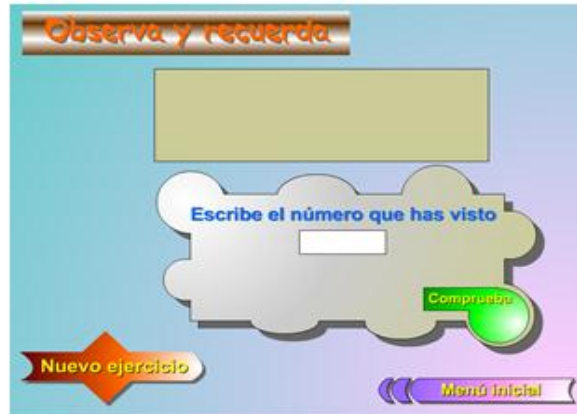 Observa y recuerda
Escribe el número que has visto
Comprueba
Nuevo ejercicio
Menú inicial